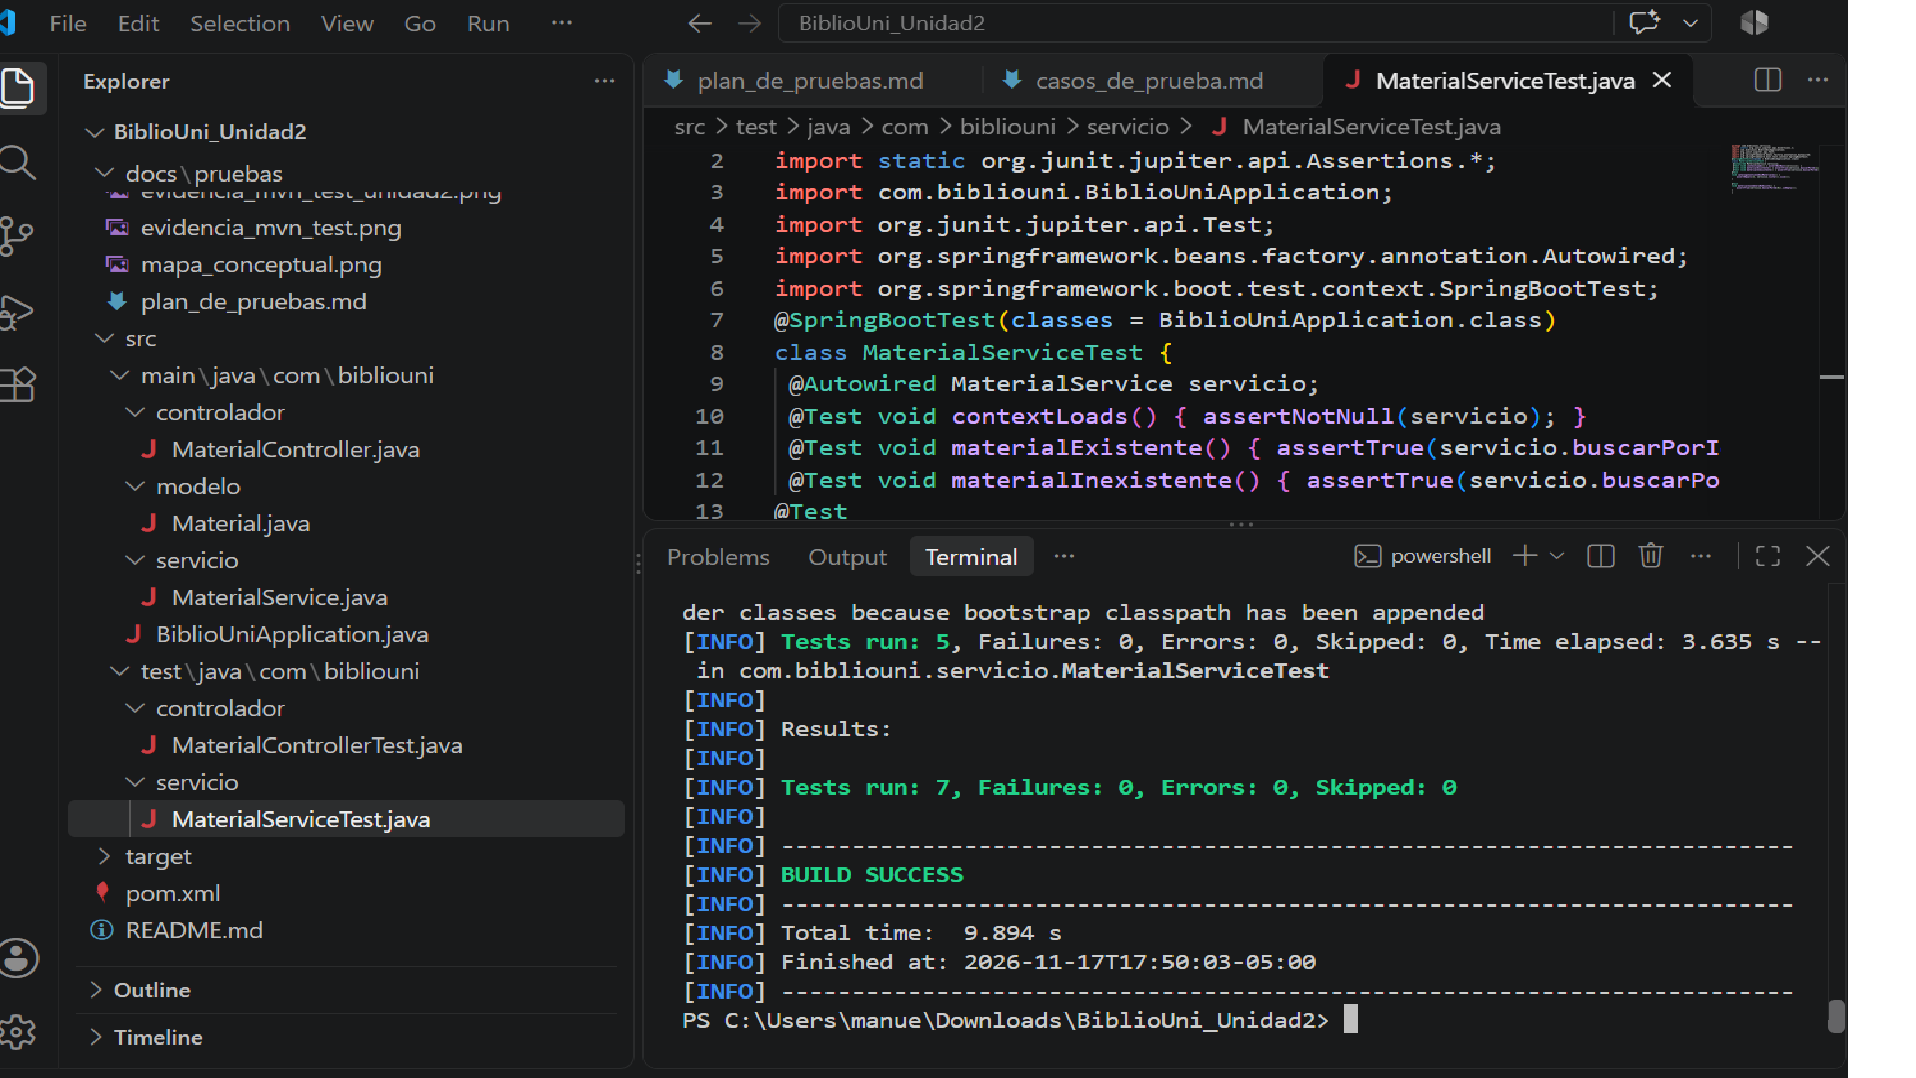 File Edit Selection View Go Run ···
BiblioUni_Unidad2
Explorer ···
BiblioUni_Unidad2
docs\pruebas
evidencia_mvn_test_unidad2.png
evidencia_mvn_test.png
mapa_conceptual.png
plan_de_pruebas.md
src
main\java\com\bibliouni
controlador
MaterialController.java
modelo
Material.java
servicio
MaterialService.java
BiblioUniApplication.java
test\java\com\bibliouni
controlador
MaterialControllerTest.java
servicio
MaterialServiceTest.java
target
pom.xml
README.md
Outline
Timeline
plan_de_pruebas.md casos_de_prueba.md MaterialServiceTest.java
src > test > java > com > bibliouni > servicio > MaterialServiceTest.java
2 import static org.junit.jupiter.api.Assertions.*;
3 import com.bibliouni.BiblioUniApplication;
4 import org.junit.jupiter.api.Test;
5 import org.springframework.beans.factory.annotation.Autowired;
6 import org.springframework.boot.test.context.SpringBootTest;
7 @SpringBootTest(classes = BiblioUniApplication.class)
8 class MaterialServiceTest {
9 @Autowired MaterialService servicio;
10 @Test void contextLoads() { assertNotNull(servicio); }
11 @Test void materialExistente() { assertTrue(servicio.buscarPorI
12 @Test void materialInexistente() { assertTrue(servicio.buscarPo
13 @Test
Problems Output Terminal ··· powershell
der classes because bootstrap classpath has been appended
[INFO] Tests run: 5, Failures: 0, Errors: 0, Skipped: 0, Time elapsed: 3.635 s --
in com.bibliouni.servicio.MaterialServiceTest
[INFO]
[INFO] Results:
[INFO]
[INFO] Tests run: 7, Failures: 0, Errors: 0, Skipped: 0
[INFO]
[INFO] ------------------------------------------------------------------------
[INFO] BUILD SUCCESS
[INFO] ------------------------------------------------------------------------
[INFO] Total time:  9.894 s
[INFO] Finished at: 2026-11-17T17:50:03-05:00
[INFO] ------------------------------------------------------------------------
PS C:\Users\manue\Downloads\BiblioUni_Unidad2>